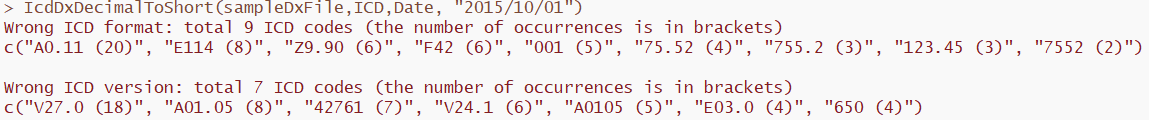 > IcdDxDecimalToShort(sampleDxFile,ICD,Date, "2015/10/01")
Wrong ICD format: total 9 ICD codes (the number of occurrences is in brackets)
c("A0.11 (20)", "E114 (8)", "Z9.90 (6)", "F42 (6)", "001 (5)", "75.52 (4)", "755.2 (3)", "123.45 (3)", "7552 (2)")
Wrong ICD version: total 7 ICD codes (the number of occurrences is in brackets)
c("V27.0 (18)", "A01.05 (8)", "42761 (7)", "V24.1 (6)", "A0105 (5)", "E03.0 (4)", "650 (4)")